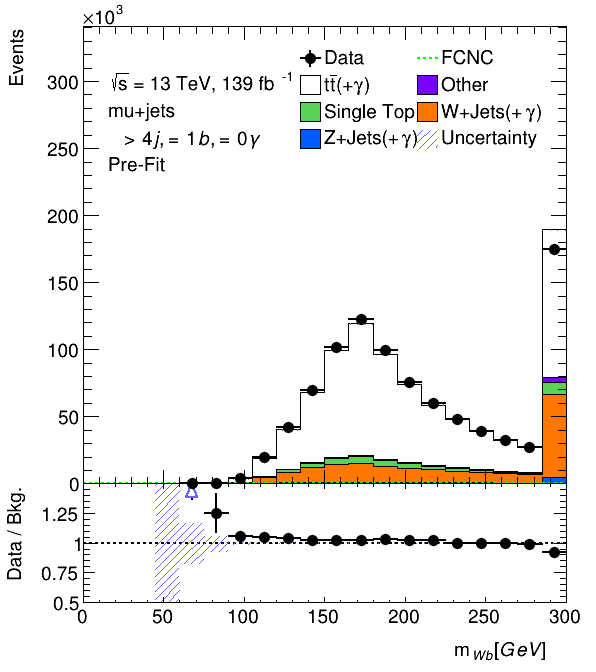 ×10³
Events
350
300
250
200
150
100
50
0
√s = 13 TeV, 139 fb⁻¹
mu+jets
> 4j, = 1b, = 0γ
Pre-Fit
Data
FCNC
tt̄(+γ)
Other
Single Top
W+Jets(+γ)
Z+Jets(+γ)
Uncertainty
Data / Bkg.
1.25
1
0.75
0.5
0 50 100 150 200 250 300
m_Wb[GeV]